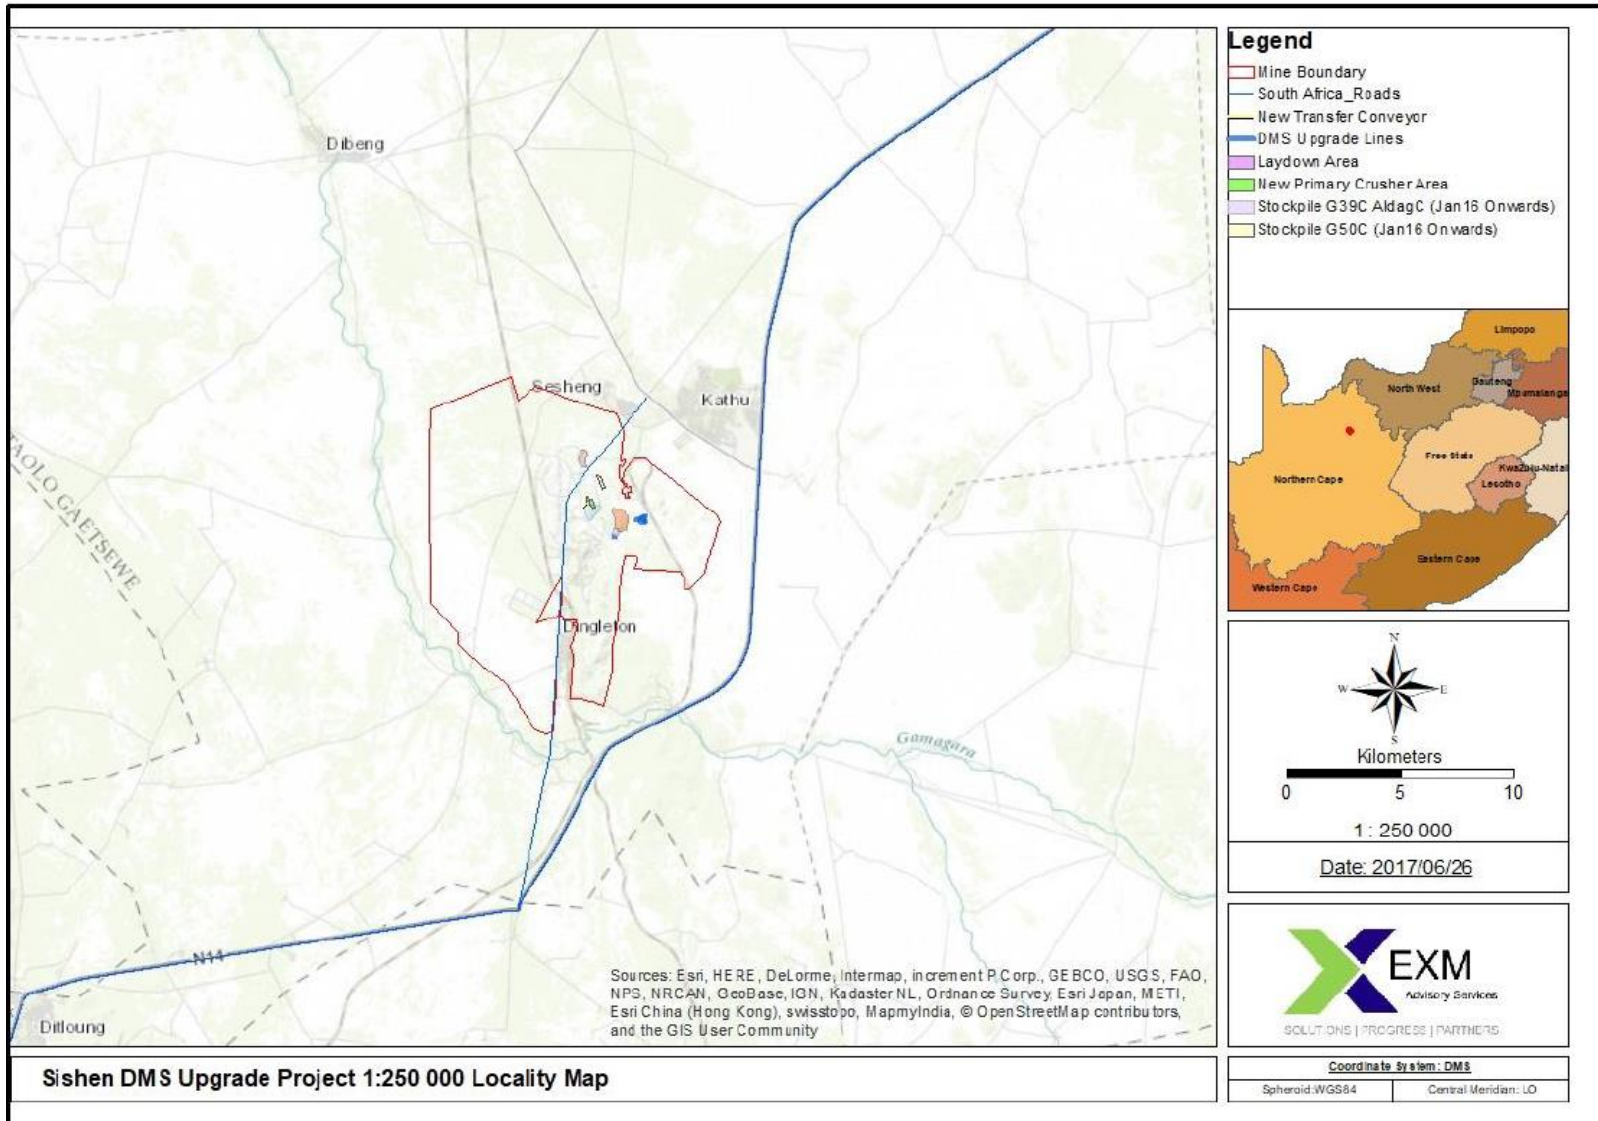 Dibeng
Sesheng
Kathu
TAOLO GAETSEWE
Dingleton
Gamagara
N14
Ditloung
Sources: Esri, HERE, DeLorme, Intermap, increment P Corp., GEBCO, USGS, FAO,
NPS, NRCAN, GeoBase, IGN, Kadaster NL, Ordnance Survey, Esri Japan, METI,
Esri China (Hong Kong), swisstopo, MapmyIndia, © OpenStreetMap contributors,
and the GIS User Community
Sishen DMS Upgrade Project 1:250 000 Locality Map
Legend
Mine Boundary
South Africa_Roads
New Transfer Conveyor
DMS Upgrade Lines
Laydown Area
New Primary Crusher Area
Stockpile G39C AldagC (Jan16 Onwards)
Stockpile G50C (Jan16 Onwards)
Limpopo
North West
Gauteng
Mpumalanga
Free State
KwaZulu-Natal
Northern Cape
Lesotho
Eastern Cape
Western Cape
N
W E
S
Kilometers
0 5 10
1 : 250 000
Date: 2017/06/26
EXM
Advisory Services
SOLUTIONS | PROGRESS | PARTNERS
Coordinate System: DMS
Spheroid:WGS84 Central Meridian: LO